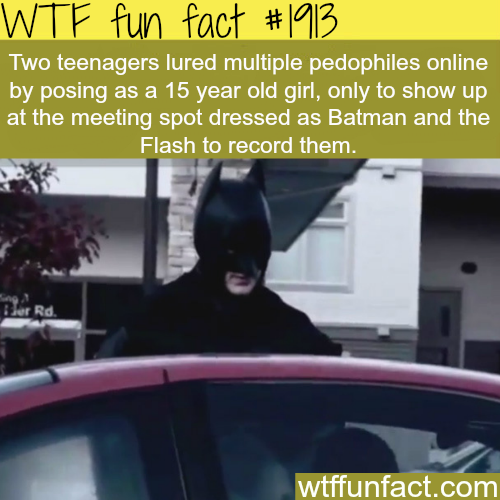 WTF fun fact #1913
Two teenagers lured multiple pedophiles online
by posing as a 15 year old girl, only to show up
at the meeting spot dressed as Batman and the
Flash to record them.
Rd.
wtffunfact.com